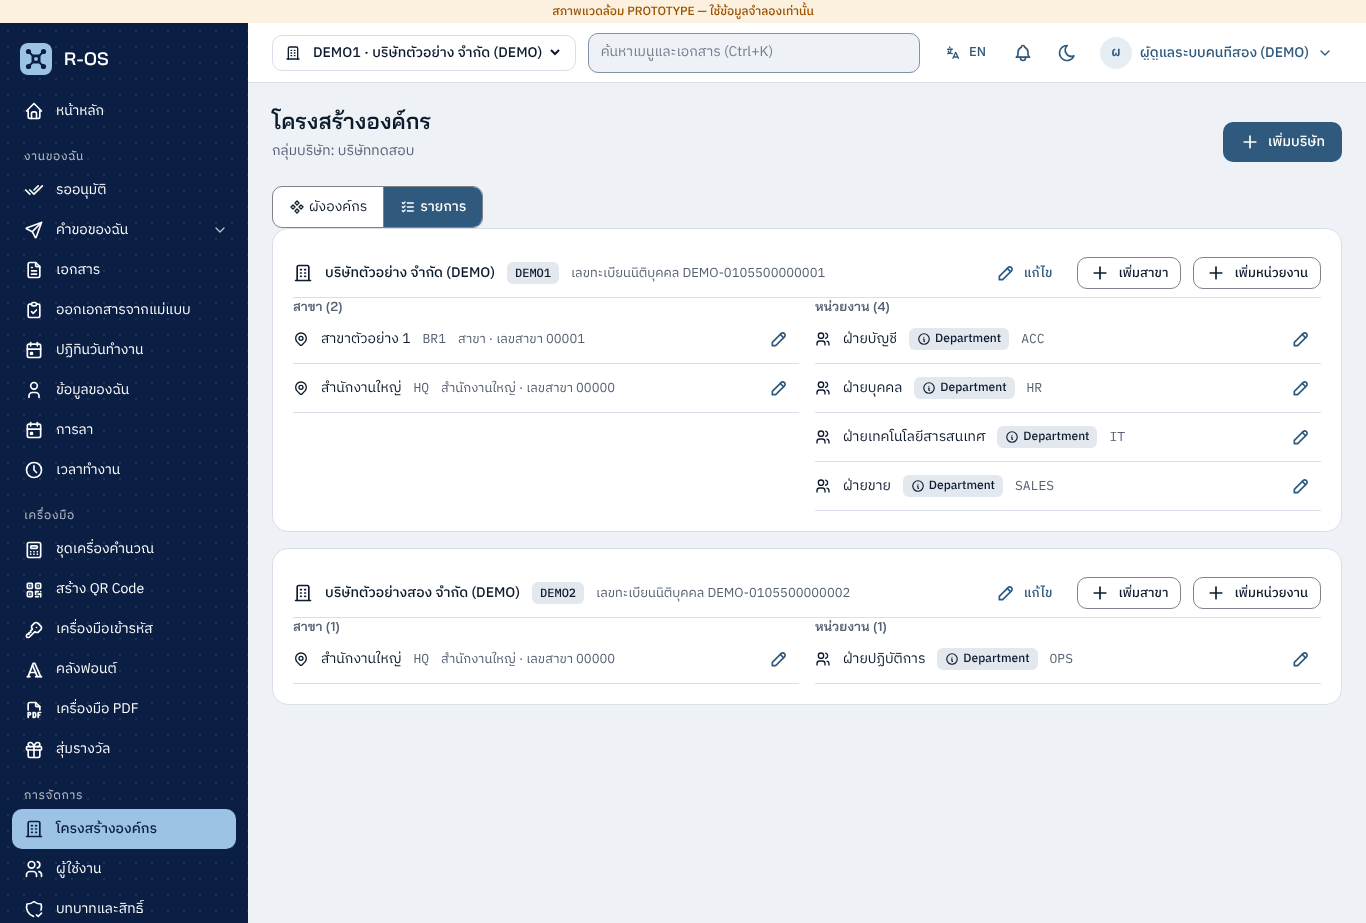 สภาพแวดล้อม PROTOTYPE — ใช้ข้อมูลจำลองเท่านั้น
R-OS
DEMO1 · บริษัทตัวอย่าง จำกัด (DEMO)
ค้นหาเมนูและเอกสาร (Ctrl+K)
EN
ผ
ผู้ดูแลระบบคนที่สอง (DEMO)
หน้าหลัก
งานของฉัน
รออนุมัติ
คำขอของฉัน
เอกสาร
ออกเอกสารจากแม่แบบ
ปฏิทินวันทำงาน
ข้อมูลของฉัน
การลา
เวลาทำงาน
เครื่องมือ
ชุดเครื่องคำนวณ
สร้าง QR Code
เครื่องมือเข้ารหัส
คลังฟอนต์
เครื่องมือ PDF
สุ่มรางวัล
การจัดการ
โครงสร้างองค์กร
ผู้ใช้งาน
บทบาทและสิทธิ์
โครงสร้างองค์กร
กลุ่มบริษัท: บริษัททดสอบ
เพิ่มบริษัท
ผังองค์กร
รายการ
บริษัทตัวอย่าง จำกัด (DEMO) DEMO1 เลขทะเบียนนิติบุคคล DEMO-0105500000001
แก้ไข
เพิ่มสาขา
เพิ่มหน่วยงาน
สาขา (2)
สาขาตัวอย่าง 1 BR1 สาขา · เลขสาขา 00001
สำนักงานใหญ่ HQ สำนักงานใหญ่ · เลขสาขา 00000
หน่วยงาน (4)
ฝ่ายบัญชี Department ACC
ฝ่ายบุคคล Department HR
ฝ่ายเทคโนโลยีสารสนเทศ Department IT
ฝ่ายขาย Department SALES
บริษัทตัวอย่างสอง จำกัด (DEMO) DEMO2 เลขทะเบียนนิติบุคคล DEMO-0105500000002
แก้ไข
เพิ่มสาขา
เพิ่มหน่วยงาน
สาขา (1)
สำนักงานใหญ่ HQ สำนักงานใหญ่ · เลขสาขา 00000
หน่วยงาน (1)
ฝ่ายปฏิบัติการ Department OPS